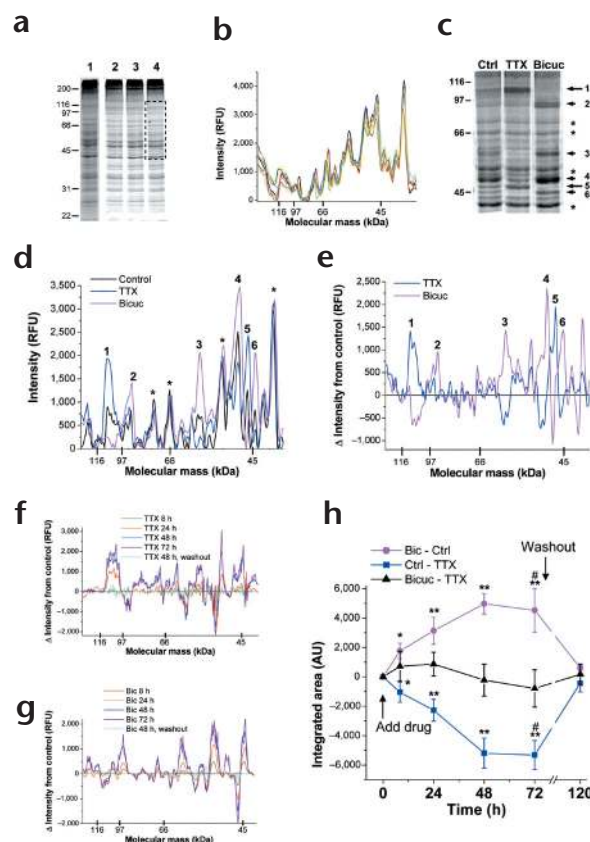 a
1 2 3 4
200
116
97
66
45
31
22
b
Intensity (RFU)
4,000
3,000
2,000
1,000
0
116 97 66 45
Molecular mass (kDa)
c
Ctrl TTX Bicuc
116
97
66
45
1
2
*
*
3
*
4
5
6
*
d
Intensity (RFU)
3,500
3,000
2,500
2,000
1,500
1,000
500
0
Control
TTX
Bicuc
1 2 * * 3 * 4 5 6 *
116 97 66 45
Molecular mass (kDa)
e
Δ Intensity from control (RFU)
2,500
2,000
1,500
1,000
500
0
–500
–1,000
TTX
Bicuc
1 2 3 4 5 6
116 97 66 45
Molecular mass (kDa)
f
Δ Intensity from control (RFU)
3,000
2,000
1,000
0
–1,000
–2,000
TTX 8 h
TTX 24 h
TTX 48 h
TTX 72 h
TTX 48 h, washout
116 97 66 45
Molecular mass (kDa)
g
Δ Intensity from control (RFU)
2,000
1,000
0
–1,000
–2,000
Bic 8 h
Bic 24 h
Bic 48 h
Bic 72 h
Bic 48 h, washout
116 97 66 45
Molecular mass (kDa)
h
Bic - Ctrl
Ctrl - TTX
Bicuc - TTX
Washout
Integrated area (AU)
6,000
4,000
2,000
0
–2,000
–4,000
–6,000
* ** ** # **
Add drug
* ** ** # **
0 24 48 72 120
Time (h)